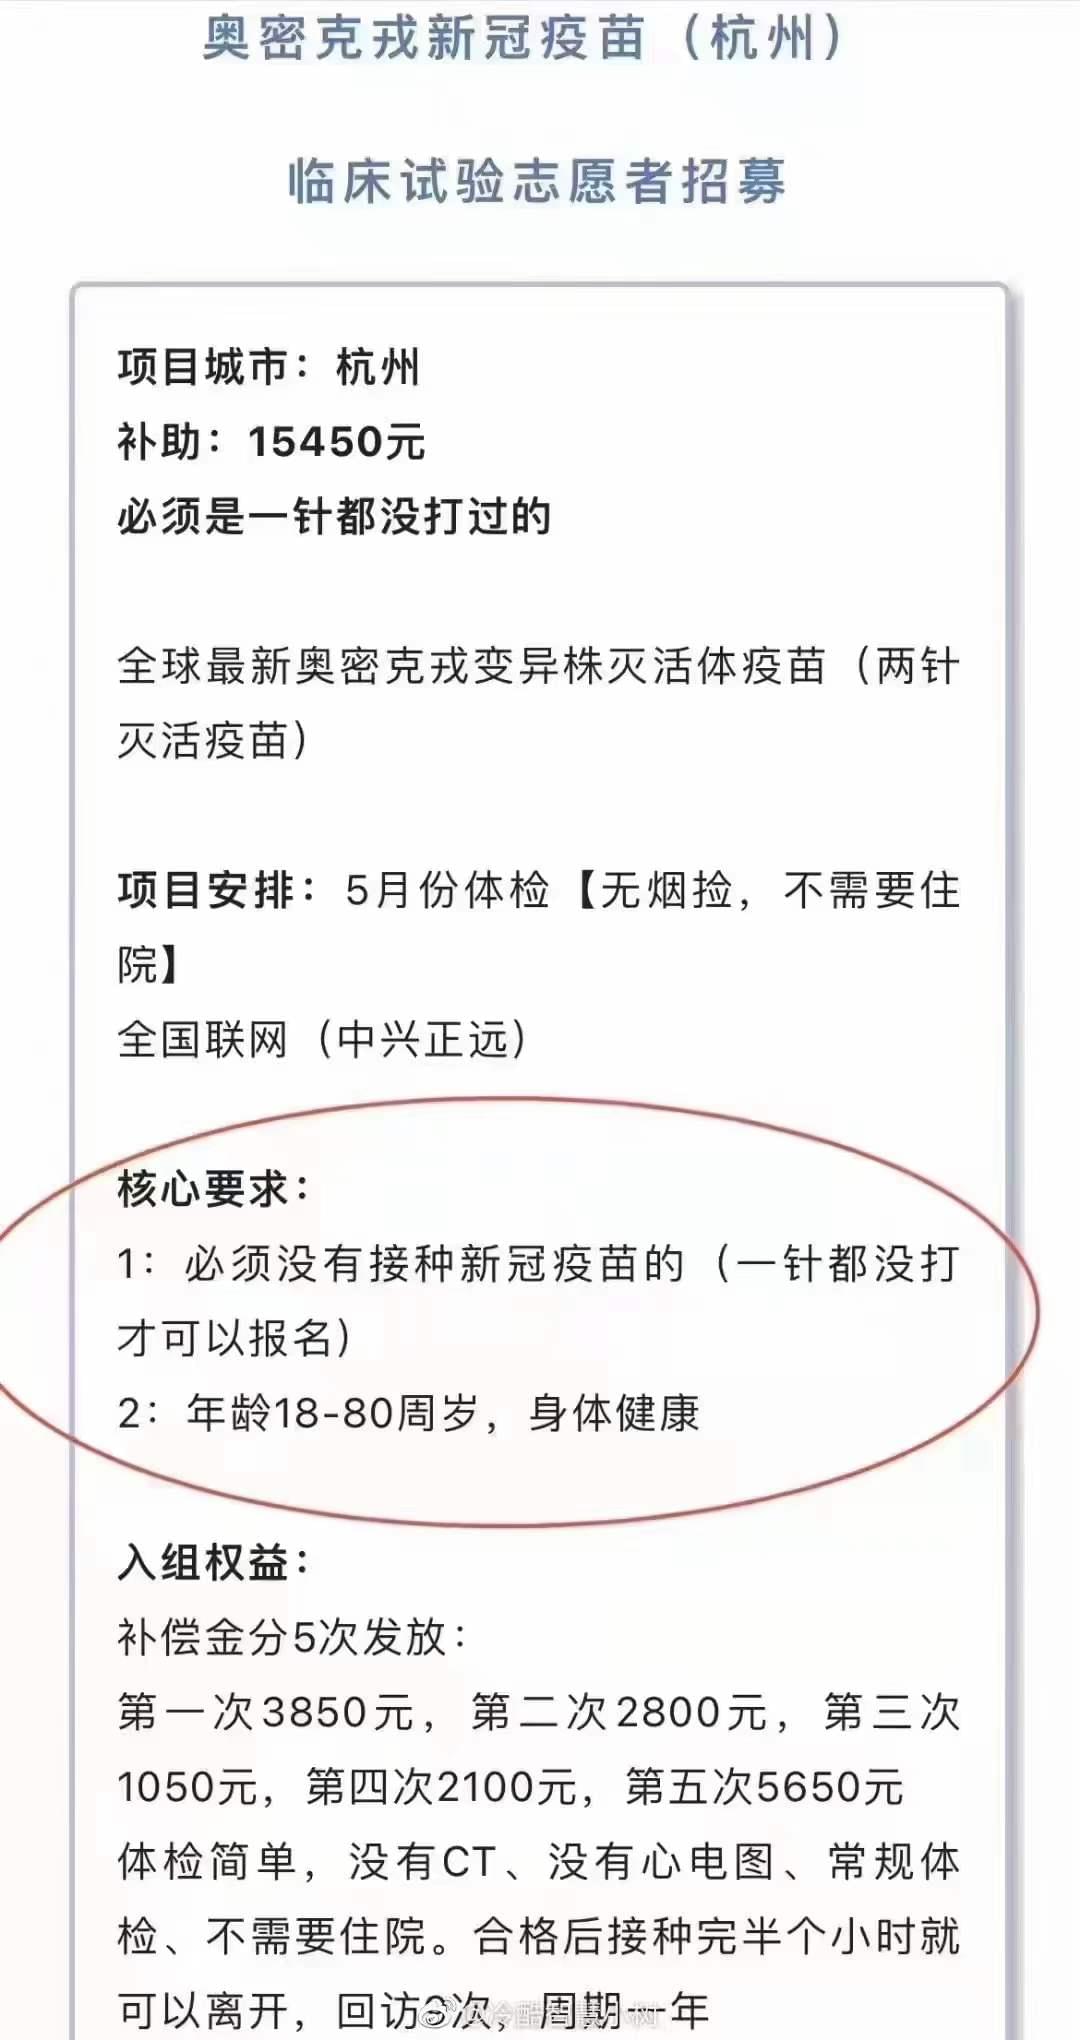 奥密克戎新冠疫苗（杭州）
临床试验志愿者招募
项目城市：杭州
补助：15450元
必须是一针都没打过的
全球最新奥密克戎变异株灭活体疫苗（两针
灭活疫苗）
项目安排：5月份体检【无烟捡，不需要住
院】
全国联网（中兴正远）
核心要求：
1：必须没有接种新冠疫苗的（一针都没打
才可以报名）
2：年龄18-80周岁，身体健康
入组权益：
补偿金分5次发放：
第一次3850元，第二次2800元，第三次
1050元，第四次2100元，第五次5650元
体检简单，没有CT、没有心电图、常规体
检、不需要住院。合格后接种完半个小时就
可以离开，回访8次，周期一年
@冷酷智慧小树